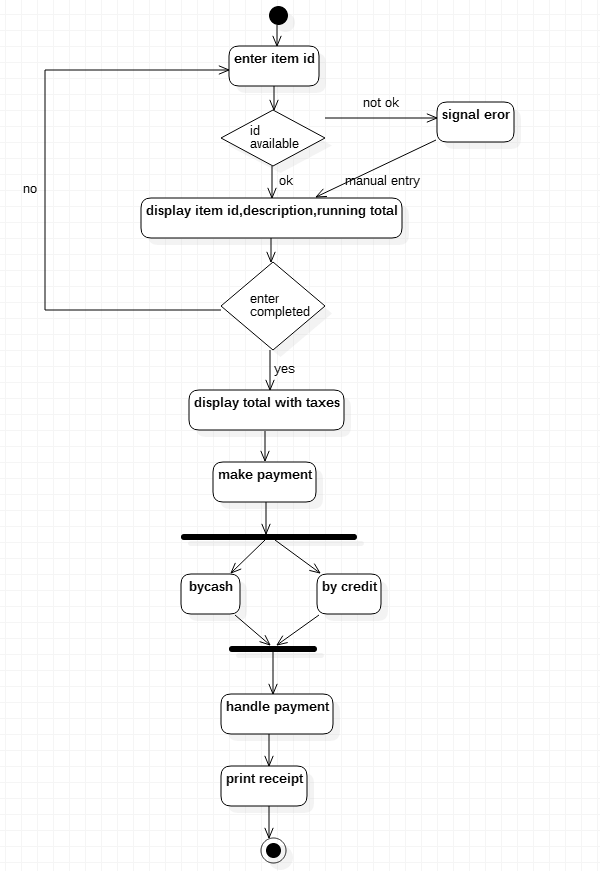 enter item id
not ok
signal eror
id
available
ok
manual entry
no
display item id,description,running total
enter
completed
yes
display total with taxes
make payment
bycash
by credit
handle payment
print receipt